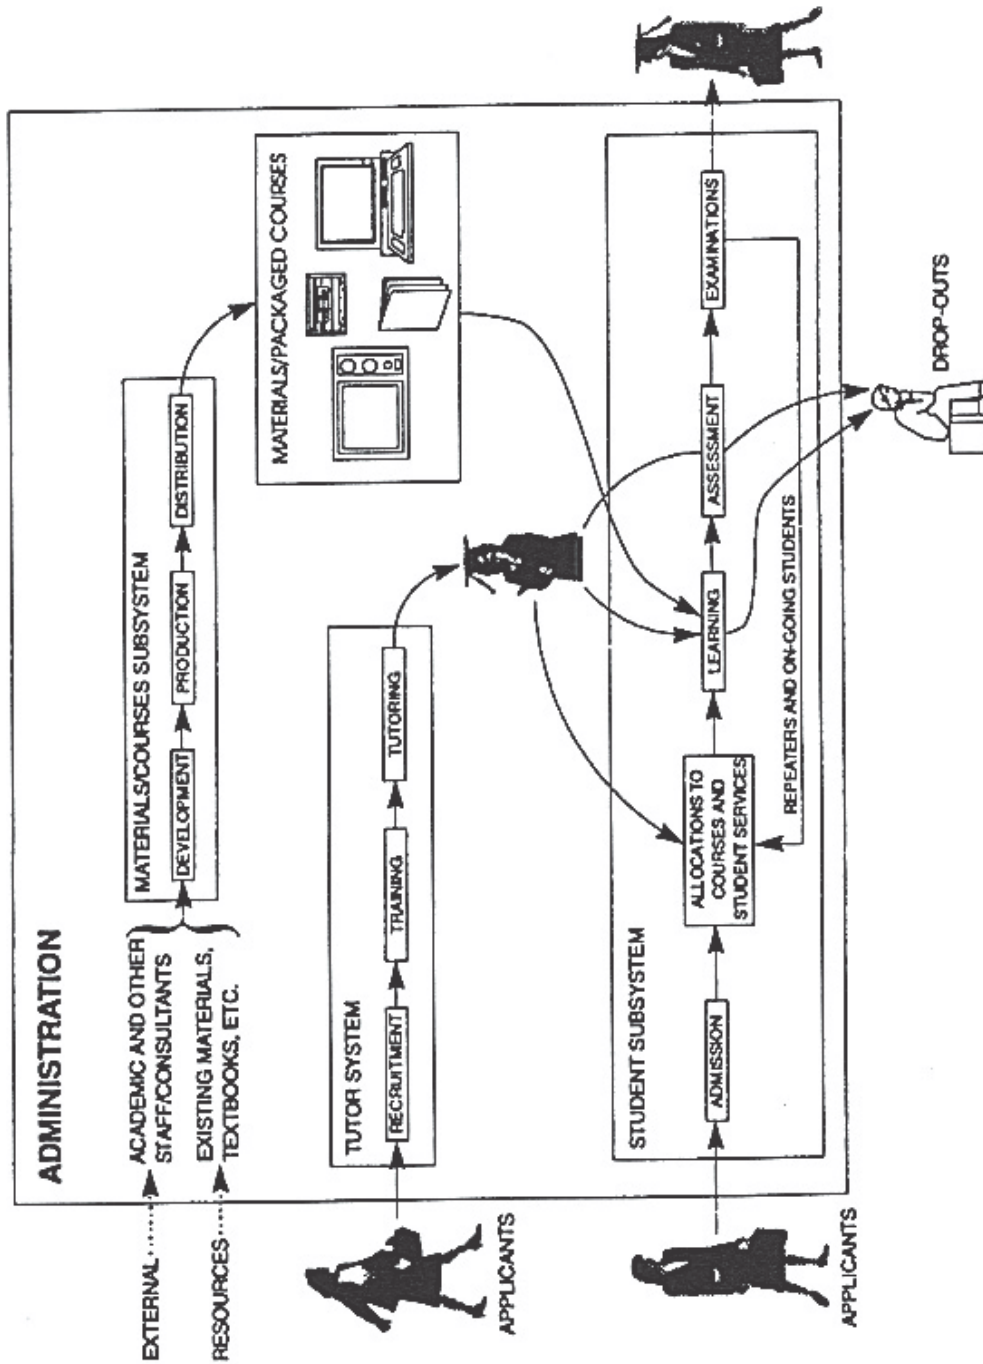 ADMINISTRATION
EXTERNAL
RESOURCES
ACADEMIC AND OTHER
STAFF/CONSULTANTS
EXISTING MATERIALS,
TEXTBOOKS, ETC.
MATERIALS/COURSES SUBSYSTEM
DEVELOPMENT
PRODUCTION
DISTRIBUTION
MATERIALS/PACKAGED COURSES
APPLICANTS
TUTOR SYSTEM
RECRUITMENT
TRAINING
TUTORING
APPLICANTS
STUDENT SUBSYSTEM
ADMISSION
ALLOCATIONS TO
COURSES AND
STUDENT SERVICES
LEARNING
ASSESSMENT
EXAMINATIONS
REPEATERS AND ON-GOING STUDENTS
DROP-OUTS